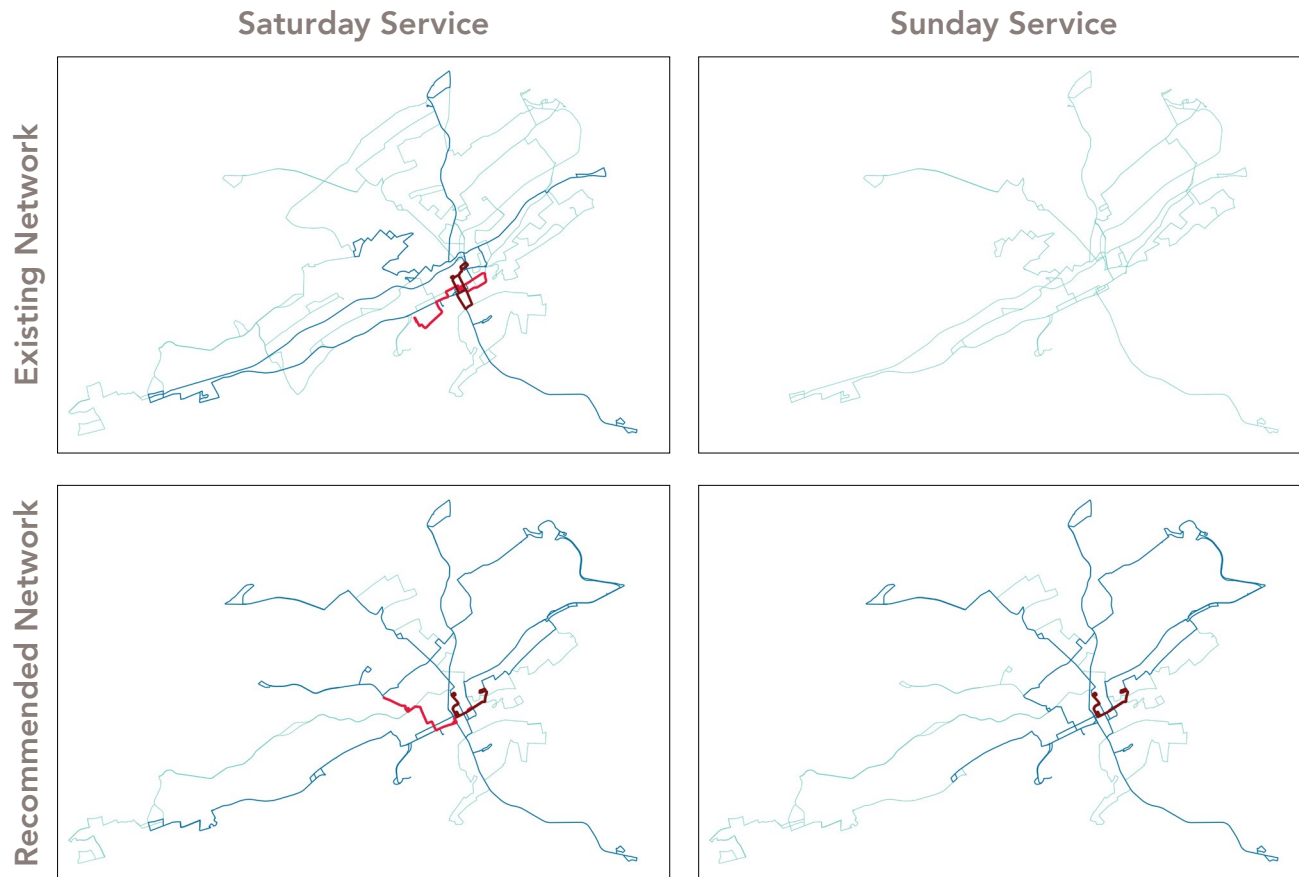 Saturday Service
Sunday Service
Existing Network
Recommended Network